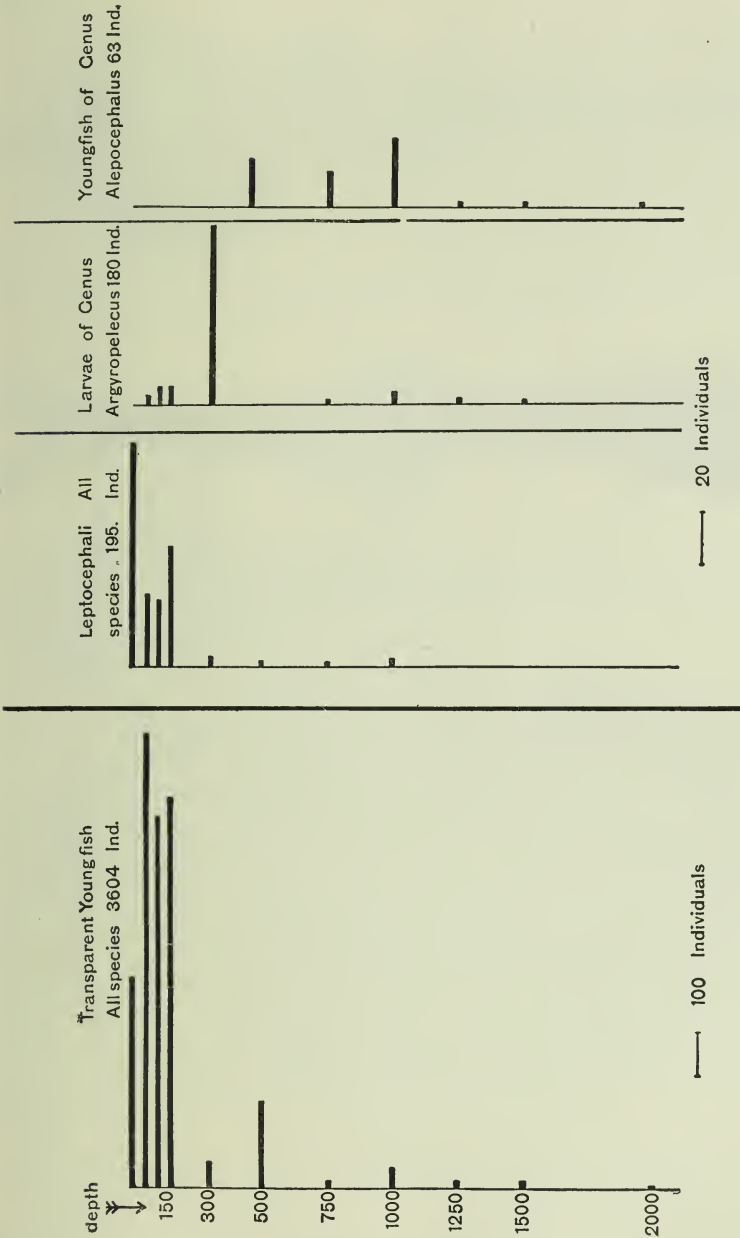 Transparent Youngfish
All species 3604 Ind.
Leptocephali All
species . 195. Ind.
Larvae of Genus
Argyropelecus 180 Ind.
Youngfish of Genus
Alepocephalus 63 Ind.
depth
150
300
500
750
1000
1250
1500
2000
100 Individuals
20 Individuals